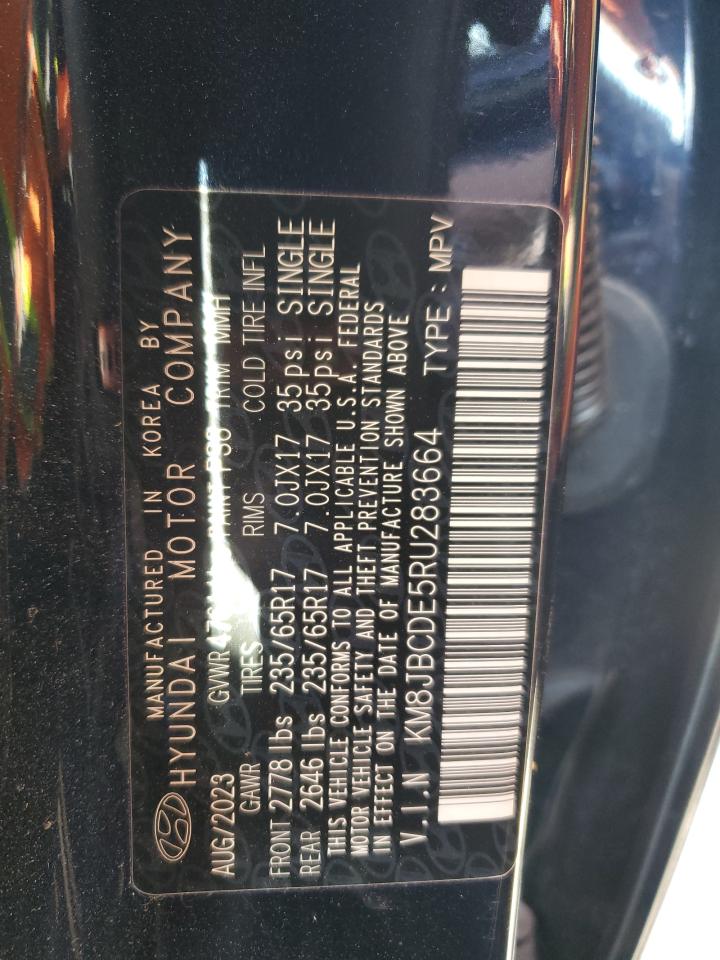 MANUFACTURED IN KOREA BY
HYUNDAI MOTOR COMPANY
AUG/2023 GVWR TRIM MMH
GAWR TIRES RIMS COLD TIRE INFL
FRONT 2778 lbs 235/65R17 7.0JX17 35psi SINGLE
REAR 2646 lbs 235/65R17 7.0JX17 35psi SINGLE
THIS VEHICLE CONFORMS TO ALL APPLICABLE U.S.A. FEDERAL
MOTOR VEHICLE SAFETY AND THEFT PREVENTION STANDARDS
IN EFFECT ON THE DATE OF MANUFACTURE SHOWN ABOVE
V.I.N KM8JBCDE5RU283664 TYPE : MPV